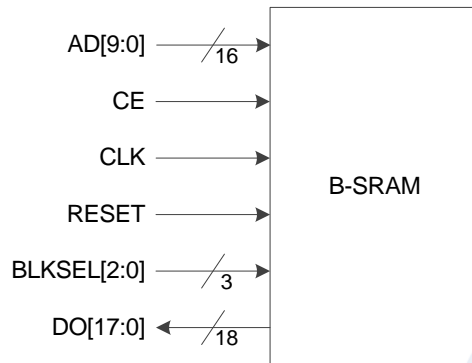 AD[9:0]
16
CE
CLK
B-SRAM
RESET
BLKSEL[2:0]
3
DO[17:0]
18